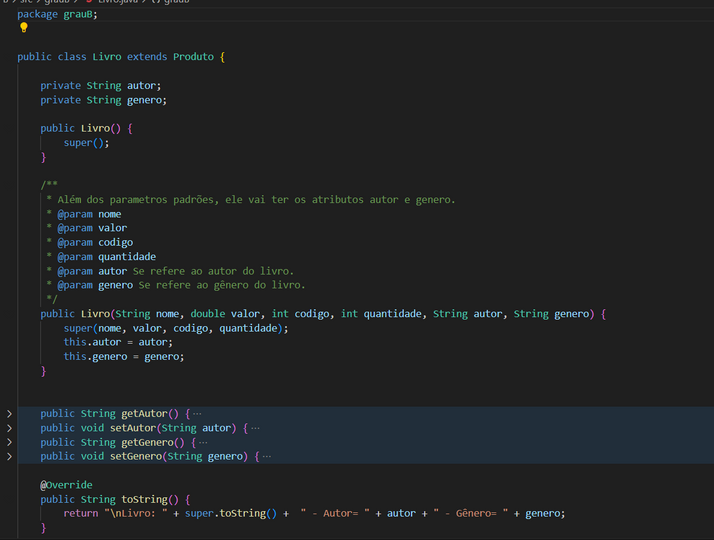 package grauB;
public class Livro extends Produto {
private String autor;
private String genero;
public Livro() {
super();
}
/**
* Além dos parametros padrões, ele vai ter os atributos autor e genero.
* @param nome
* @param valor
* @param codigo
* @param quantidade
* @param autor Se refere ao autor do livro.
* @param genero Se refere ao gênero do livro.
*/
public Livro(String nome, double valor, int codigo, int quantidade, String autor, String genero) {
super(nome, valor, codigo, quantidade);
this.autor = autor;
this.genero = genero;
}
public String getAutor() { ···
public void setAutor(String autor) { ···
public String getGenero() { ···
public void setGenero(String genero) { ···
@Override
public String toString() {
return "\nLivro: " + super.toString() +  " - Autor= " + autor + " - Gênero= " + genero;
}